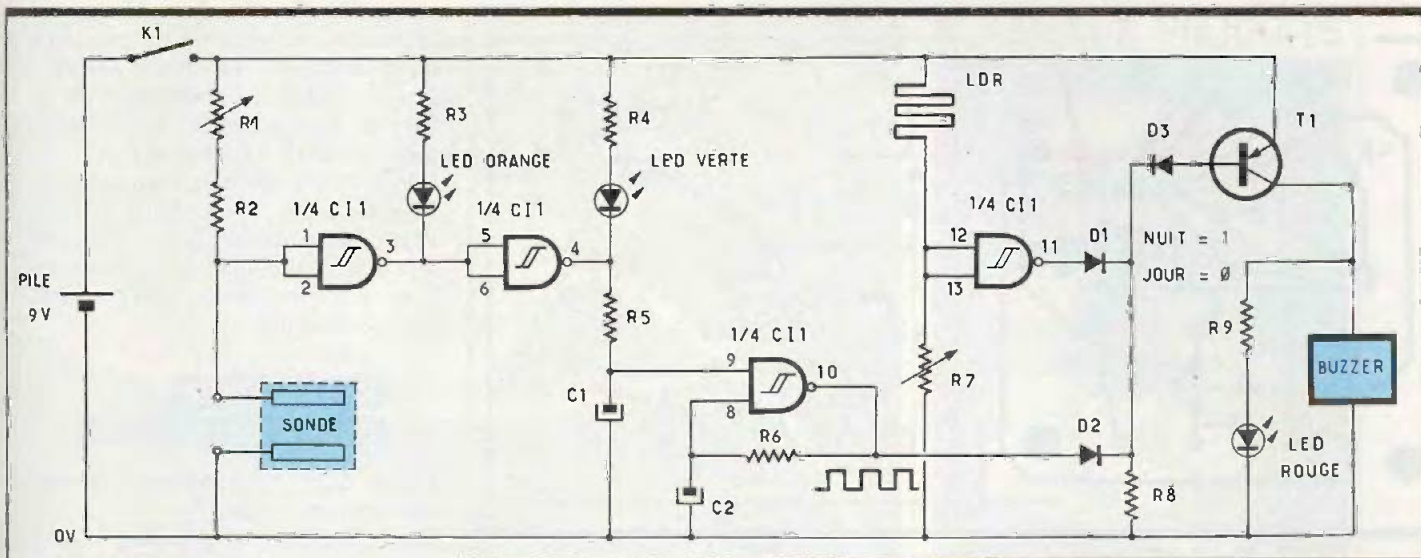 K1
R1
R2
PILE
9V
0V
SONDE
1/4 CI1
1
2
3
R3
LED ORANGE
1/4 CI1
5
6
4
R4
LED VERTE
R5
C1
1/4 CI1
9
8
10
R6
C2
LDR
1/4 CI1
12
13
11
R7
D1
D2
D3
T1
NUIT = 1
JOUR = Ø
R8
R9
LED
ROUGE
BUZZER